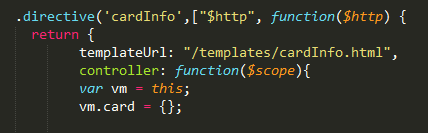 .directive('cardInfo',["$http", function($http) {
return {
templateUrl: "/templates/cardInfo.html",
controller: function($scope){
var vm = this;
vm.card = {};